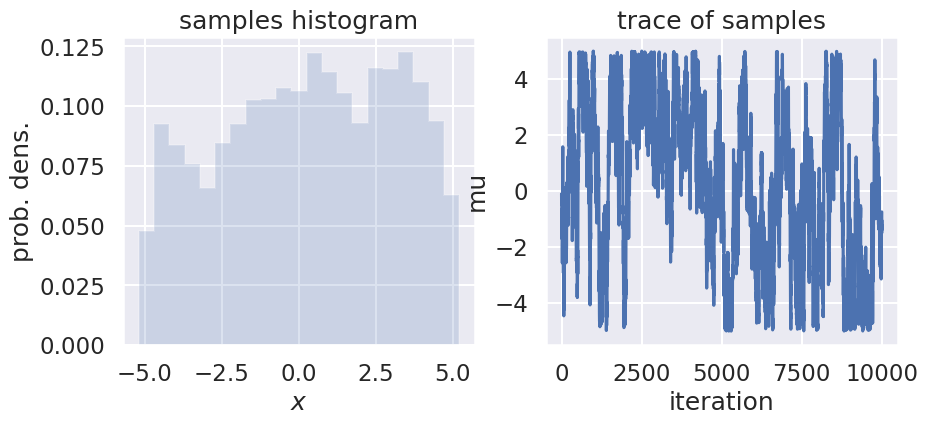 samples histogram
prob. dens.
0.125
0.100
0.075
0.050
0.025
0.000
−5.0 −2.5 0.0 2.5 5.0
x
trace of samples
mu
4
2
0
−2
−4
0 2500 5000 7500 10000
iteration